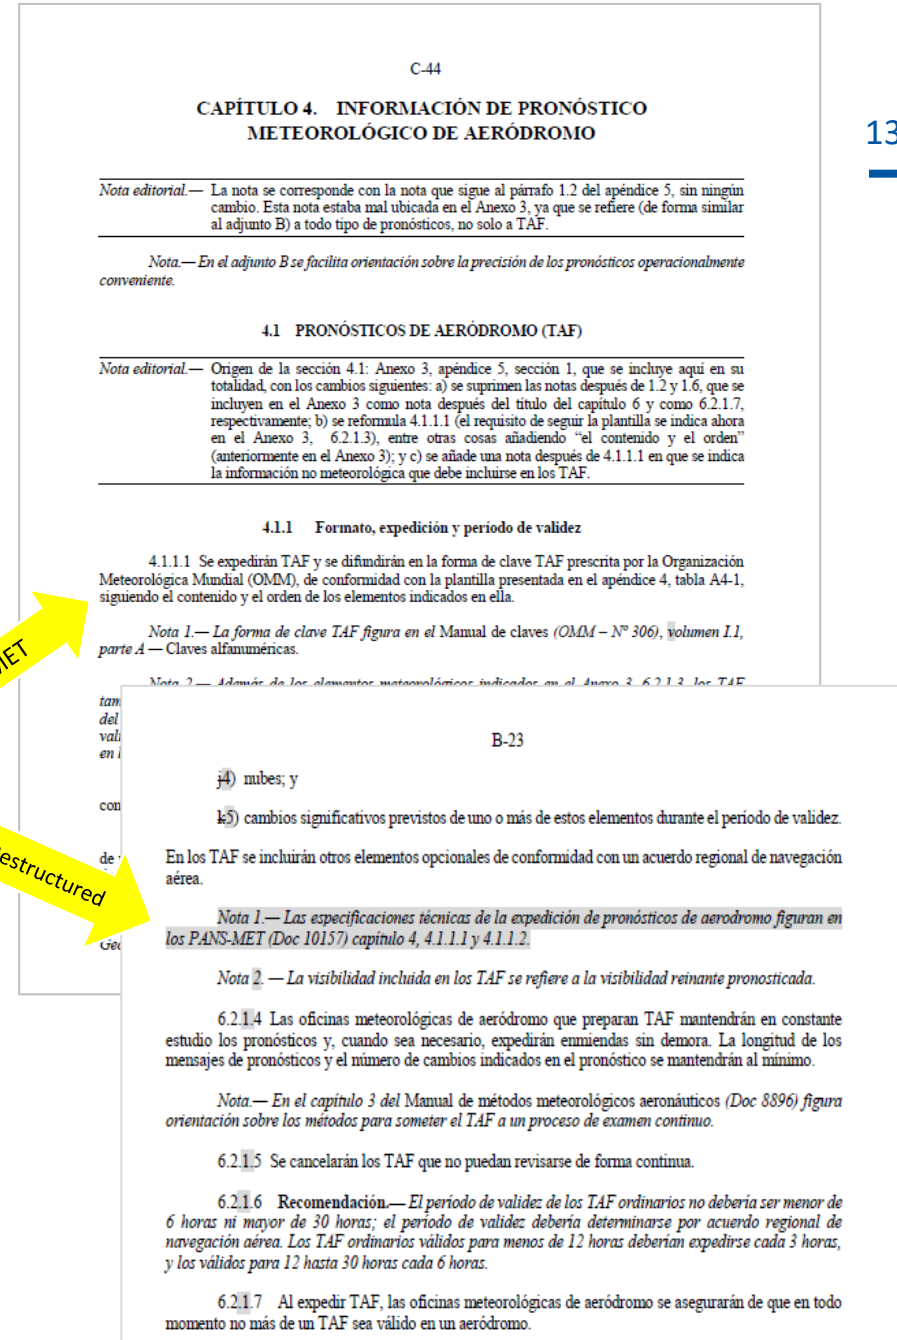 C-44
CAPÍTULO 4. INFORMACIÓN DE PRONÓSTICO
METEOROLÓGICO DE AERÓDROMO
13
Nota editorial.— La nota se corresponde con la nota que sigue al párrafo 1.2 del apéndice 5, sin ningún
cambio. Esta nota estaba mal ubicada en el Anexo 3, ya que se refiere (de forma similar
al adjunto B) a todo tipo de pronósticos, no solo a TAF.
Nota.— En el adjunto B se facilita orientación sobre la precisión de los pronósticos operacionalmente
conveniente.
4.1 PRONÓSTICOS DE AERÓDROMO (TAF)
Nota editorial.— Origen de la sección 4.1: Anexo 3, apéndice 5, sección 1, que se incluye aquí en su
totalidad, con los cambios siguientes: a) se suprimen las notas después de 1.2 y 1.6, que se
incluyen en el Anexo 3 como nota después del título del capítulo 6 y como 6.2.1.7,
respectivamente; b) se reformula 4.1.1.1 (el requisito de seguir la plantilla se indica ahora
en el Anexo 3, 6.2.1.3), entre otras cosas añadiendo “el contenido y el orden”
(anteriormente en el Anexo 3); y c) se añade una nota después de 4.1.1.1 en que se indica
la información no meteorológica que debe incluirse en los TAF.
4.1.1 Formato, expedición y período de validez
4.1.1.1 Se expedirán TAF y se difundirán en la forma de clave TAF prescrita por la Organización
Meteorológica Mundial (OMM), de conformidad con la plantilla presentada en el apéndice 4, tabla A4-1,
siguiendo el contenido y el orden de los elementos indicados en ella.
Nota 1.— La forma de clave TAF figura en el Manual de claves (OMM – Nº 306), volumen I.1,
parte A — Claves alfanuméricas.
Nota 2.— Además de los elementos meteorológicos indicados en el Anexo 3, 6.2.1.3, los TAF
tam
del
vali
en l
con
de
Geo
MET
estructured
B-23
j4) nubes; y
k5) cambios significativos previstos de uno o más de estos elementos durante el período de validez.
En los TAF se incluirán otros elementos opcionales de conformidad con un acuerdo regional de navegación
aérea.
Nota 1.— Las especificaciones técnicas de la expedición de pronósticos de aerodromo figuran en
los PANS-MET (Doc 10157) capítulo 4, 4.1.1.1 y 4.1.1.2.
Nota 2. — La visibilidad incluida en los TAF se refiere a la visibilidad reinante pronosticada.
6.2.1.4 Las oficinas meteorológicas de aeródromo que preparan TAF mantendrán en constante
estudio los pronósticos y, cuando sea necesario, expedirán enmiendas sin demora. La longitud de los
mensajes de pronósticos y el número de cambios indicados en el pronóstico se mantendrán al mínimo.
Nota.— En el capítulo 3 del Manual de métodos meteorológicos aeronáuticos (Doc 8896) figura
orientación sobre los métodos para someter el TAF a un proceso de examen continuo.
6.2.1.5 Se cancelarán los TAF que no puedan revisarse de forma continua.
6.2.1.6 Recomendación.— El período de validez de los TAF ordinarios no debería ser menor de
6 horas ni mayor de 30 horas; el período de validez debería determinarse por acuerdo regional de
navegación aérea. Los TAF ordinarios válidos para menos de 12 horas deberían expedirse cada 3 horas,
y los válidos para 12 hasta 30 horas cada 6 horas.
6.2.1.7 Al expedir TAF, las oficinas meteorológicas de aeródromo se asegurarán de que en todo
momento no más de un TAF sea válido en un aeródromo.